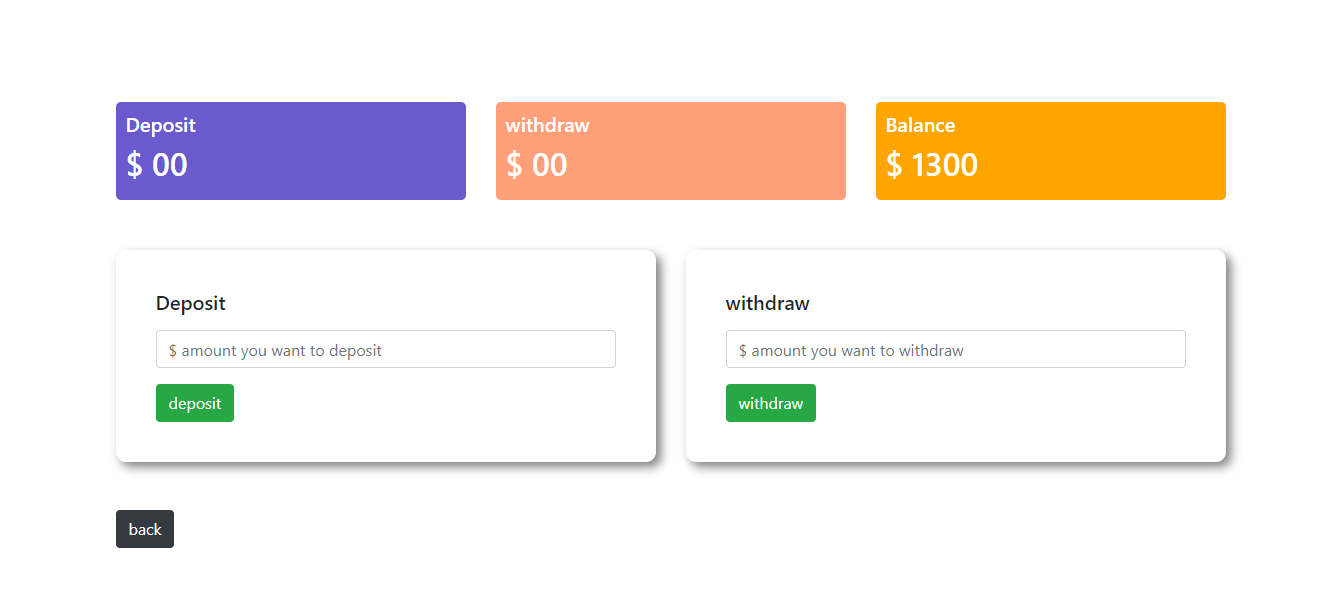 Deposit
$ 00
withdraw
$ 00
Balance
$ 1300
Deposit
$ amount you want to deposit
deposit
withdraw
$ amount you want to withdraw
withdraw
back